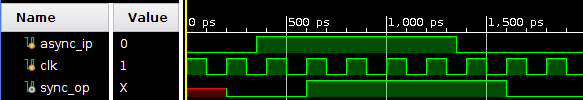 Name Value 0 ps 500 ps 1,000 ps 1,500 ps
async_ip 0
clk 1
sync_op X